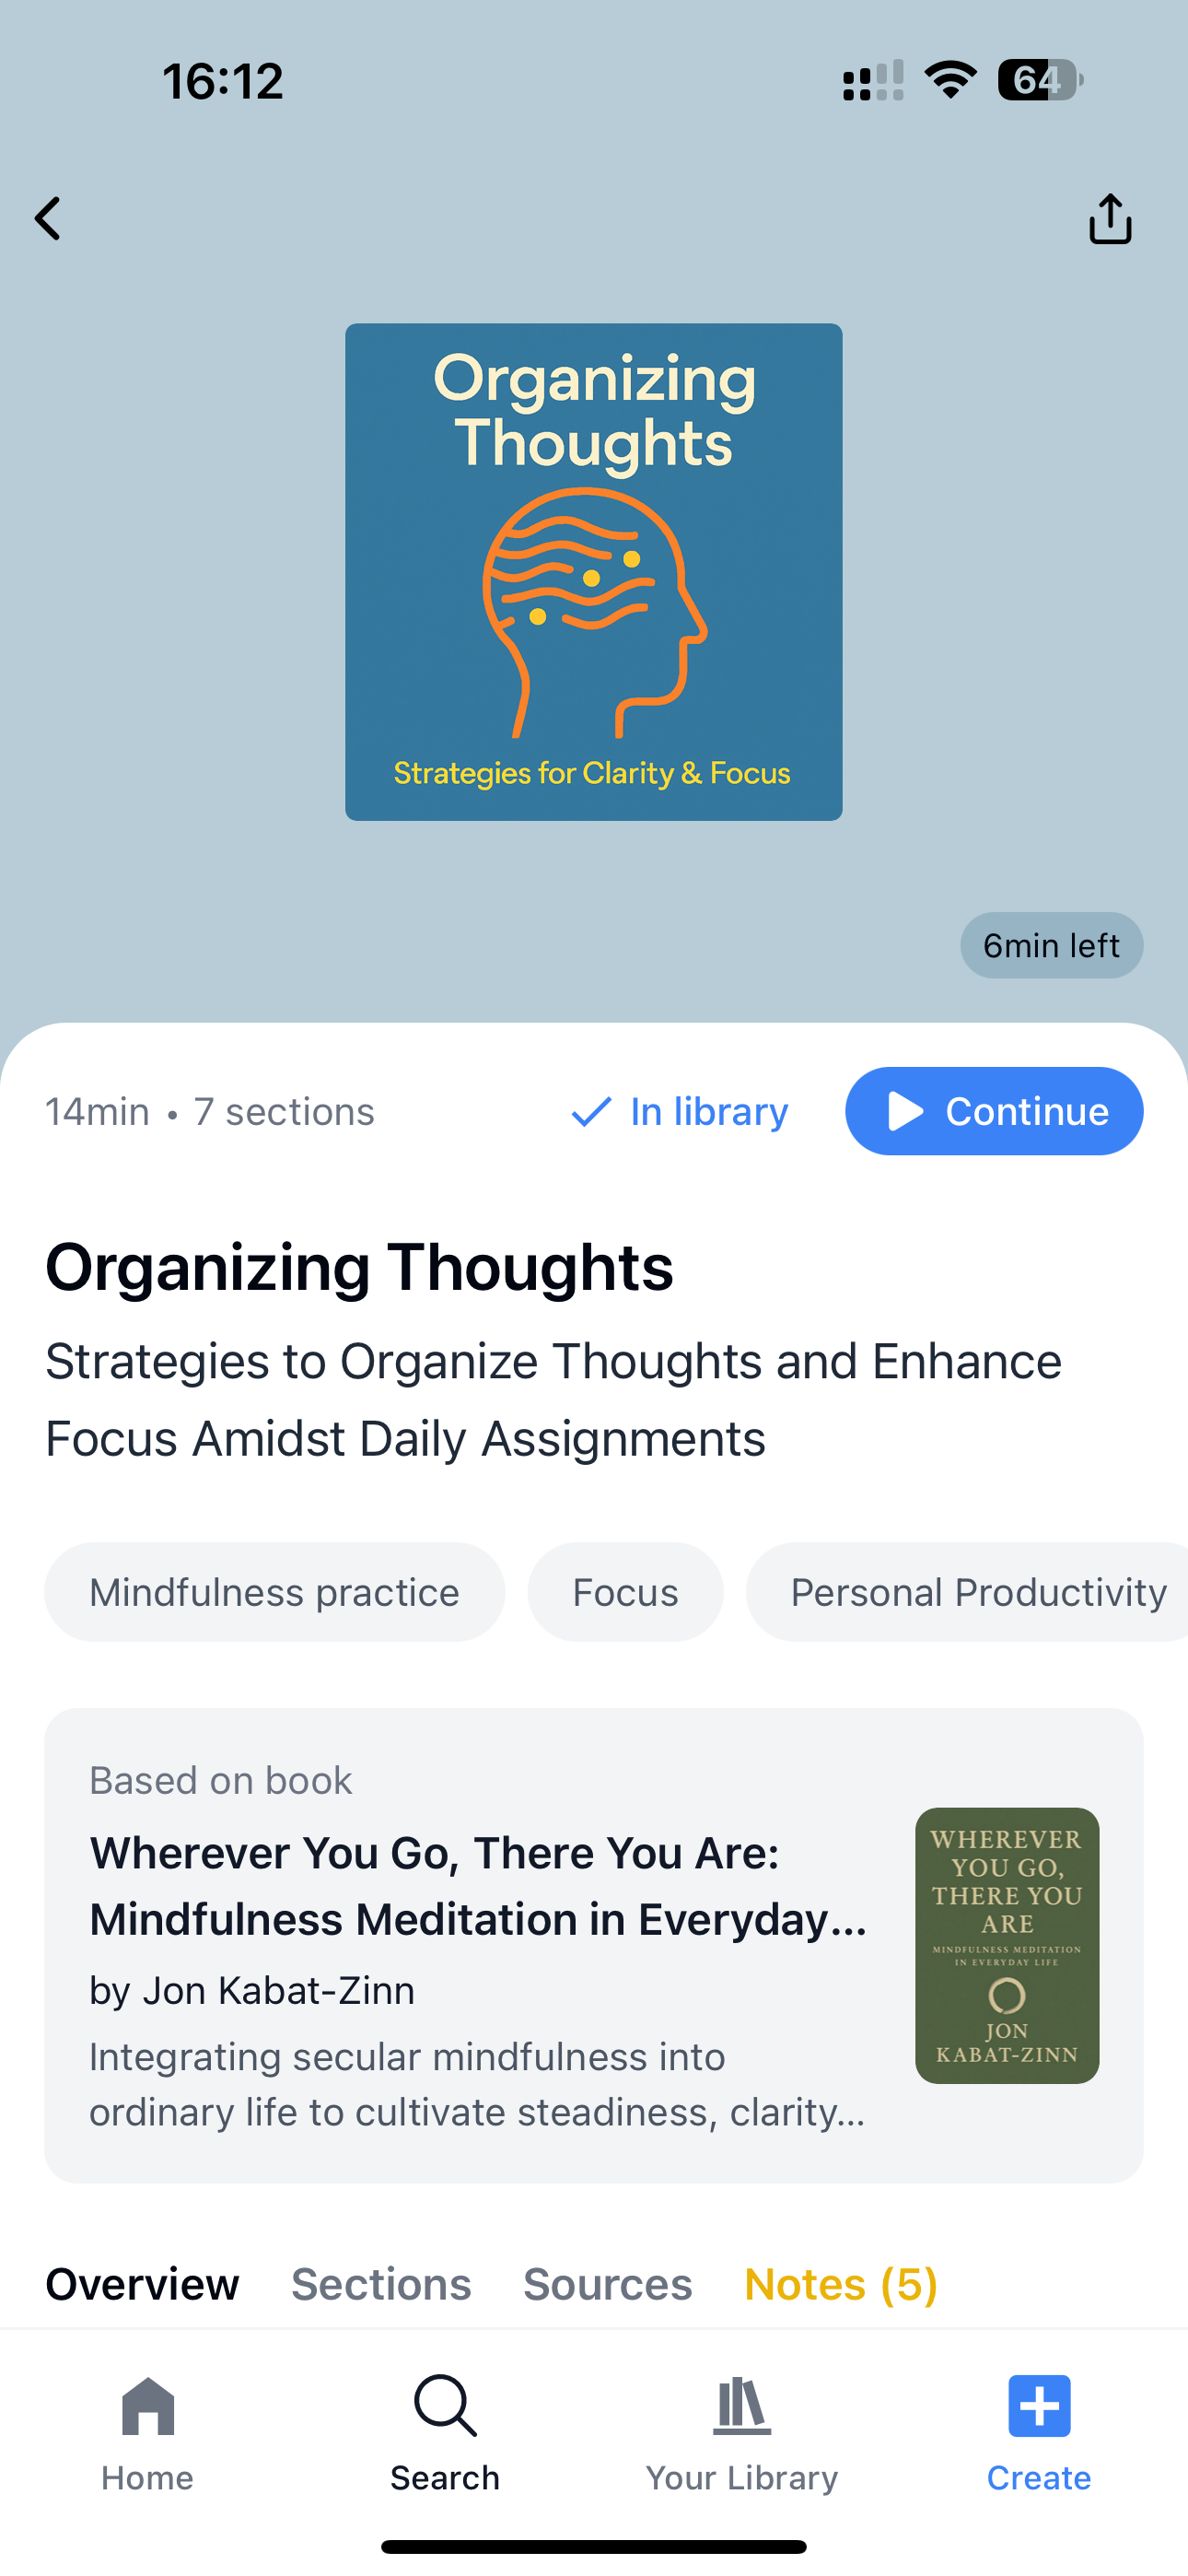 16:12
64
Organizing
Thoughts
Strategies for Clarity & Focus
6min left
14min • 7 sections
In library
Continue
Organizing Thoughts
Strategies to Organize Thoughts and Enhance
Focus Amidst Daily Assignments
Mindfulness practice
Focus
Personal Productivity
Based on book
Wherever You Go, There You Are:
Mindfulness Meditation in Everyday...
by Jon Kabat-Zinn
Integrating secular mindfulness into
ordinary life to cultivate steadiness, clarity...
WHEREVER
YOU GO,
THERE YOU
ARE
MINDFULNESS MEDITATION
IN EVERYDAY LIFE
JON
KABAT-ZINN
Overview
Sections
Sources
Notes (5)
Home
Search
Your Library
Create